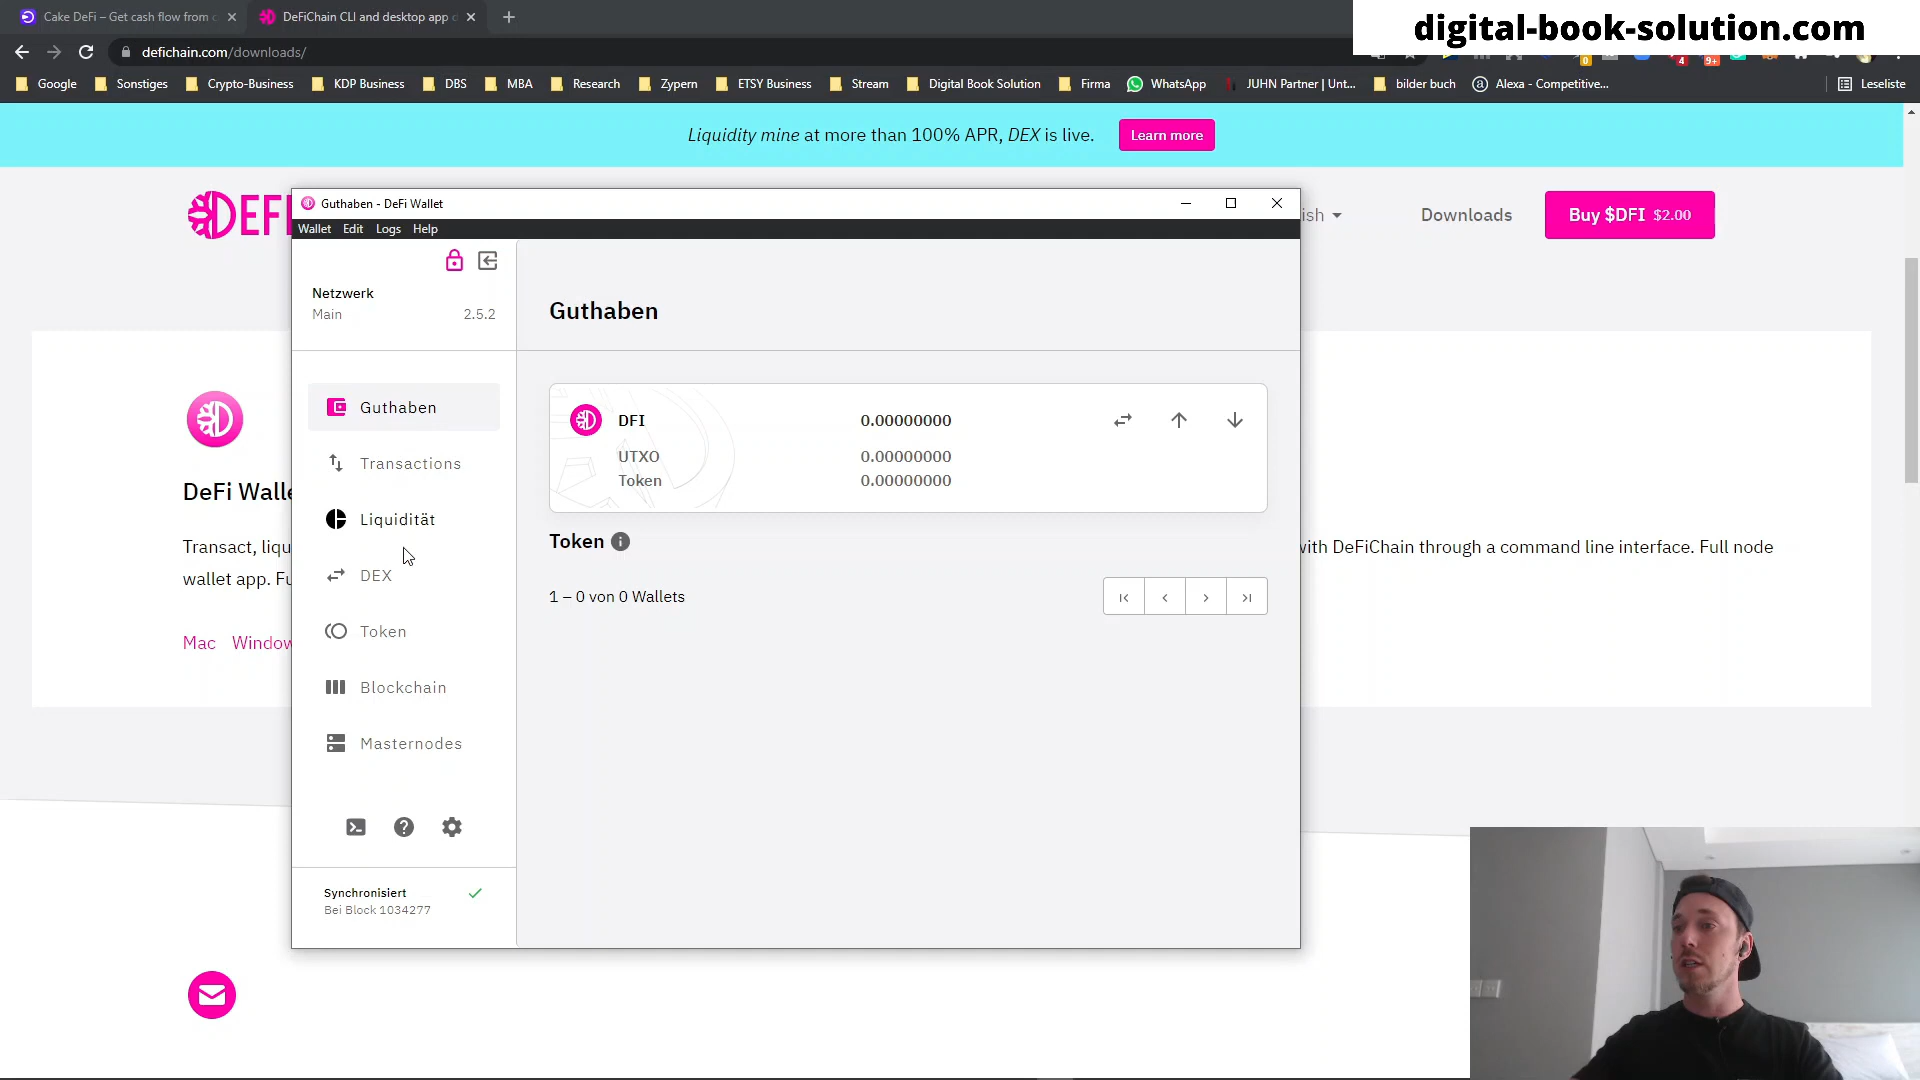 Cake DeFi – Get cash flow from
DeFiChain CLI and desktop app
digital-book-solution.com
defichain.com/downloads/
Google
Sonstiges
Crypto-Business
KDP Business
DBS
MBA
Research
Zypern
ETSY Business
Stream
Digital Book Solution
Firma
WhatsApp
JUHN Partner | Unt...
bilder buch
Alexa - Competitive...
Leseliste
Liquidity mine at more than 100% APR, DEX is live.
Learn more
DEFI
Downloads
Buy $DFI $2.00
Guthaben - DeFi Wallet
Wallet Edit Logs Help
Netzwerk
Main 2.5.2
Guthaben
Transactions
Liquidität
DEX
Token
Blockchain
Masternodes
Synchronisiert
Bei Block 1034277
Guthaben
DFI 0.00000000
UTXO 0.00000000
Token 0.00000000
Token
1 – 0 von 0 Wallets
DeFi Wall
Transact, liqu
wallet app. Fu
Mac Window
with DeFiChain through a command line interface. Full node